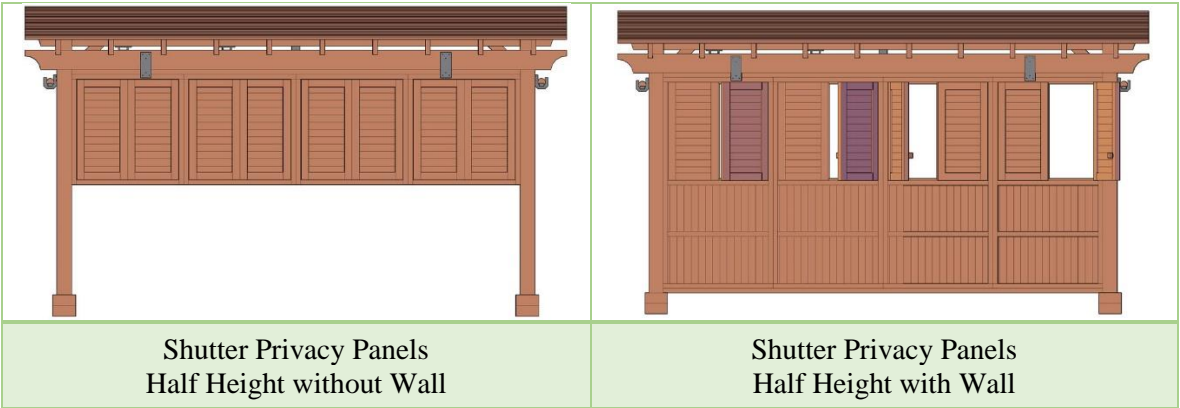 Shutter Privacy Panels
Half Height without Wall
Shutter Privacy Panels
Half Height with Wall